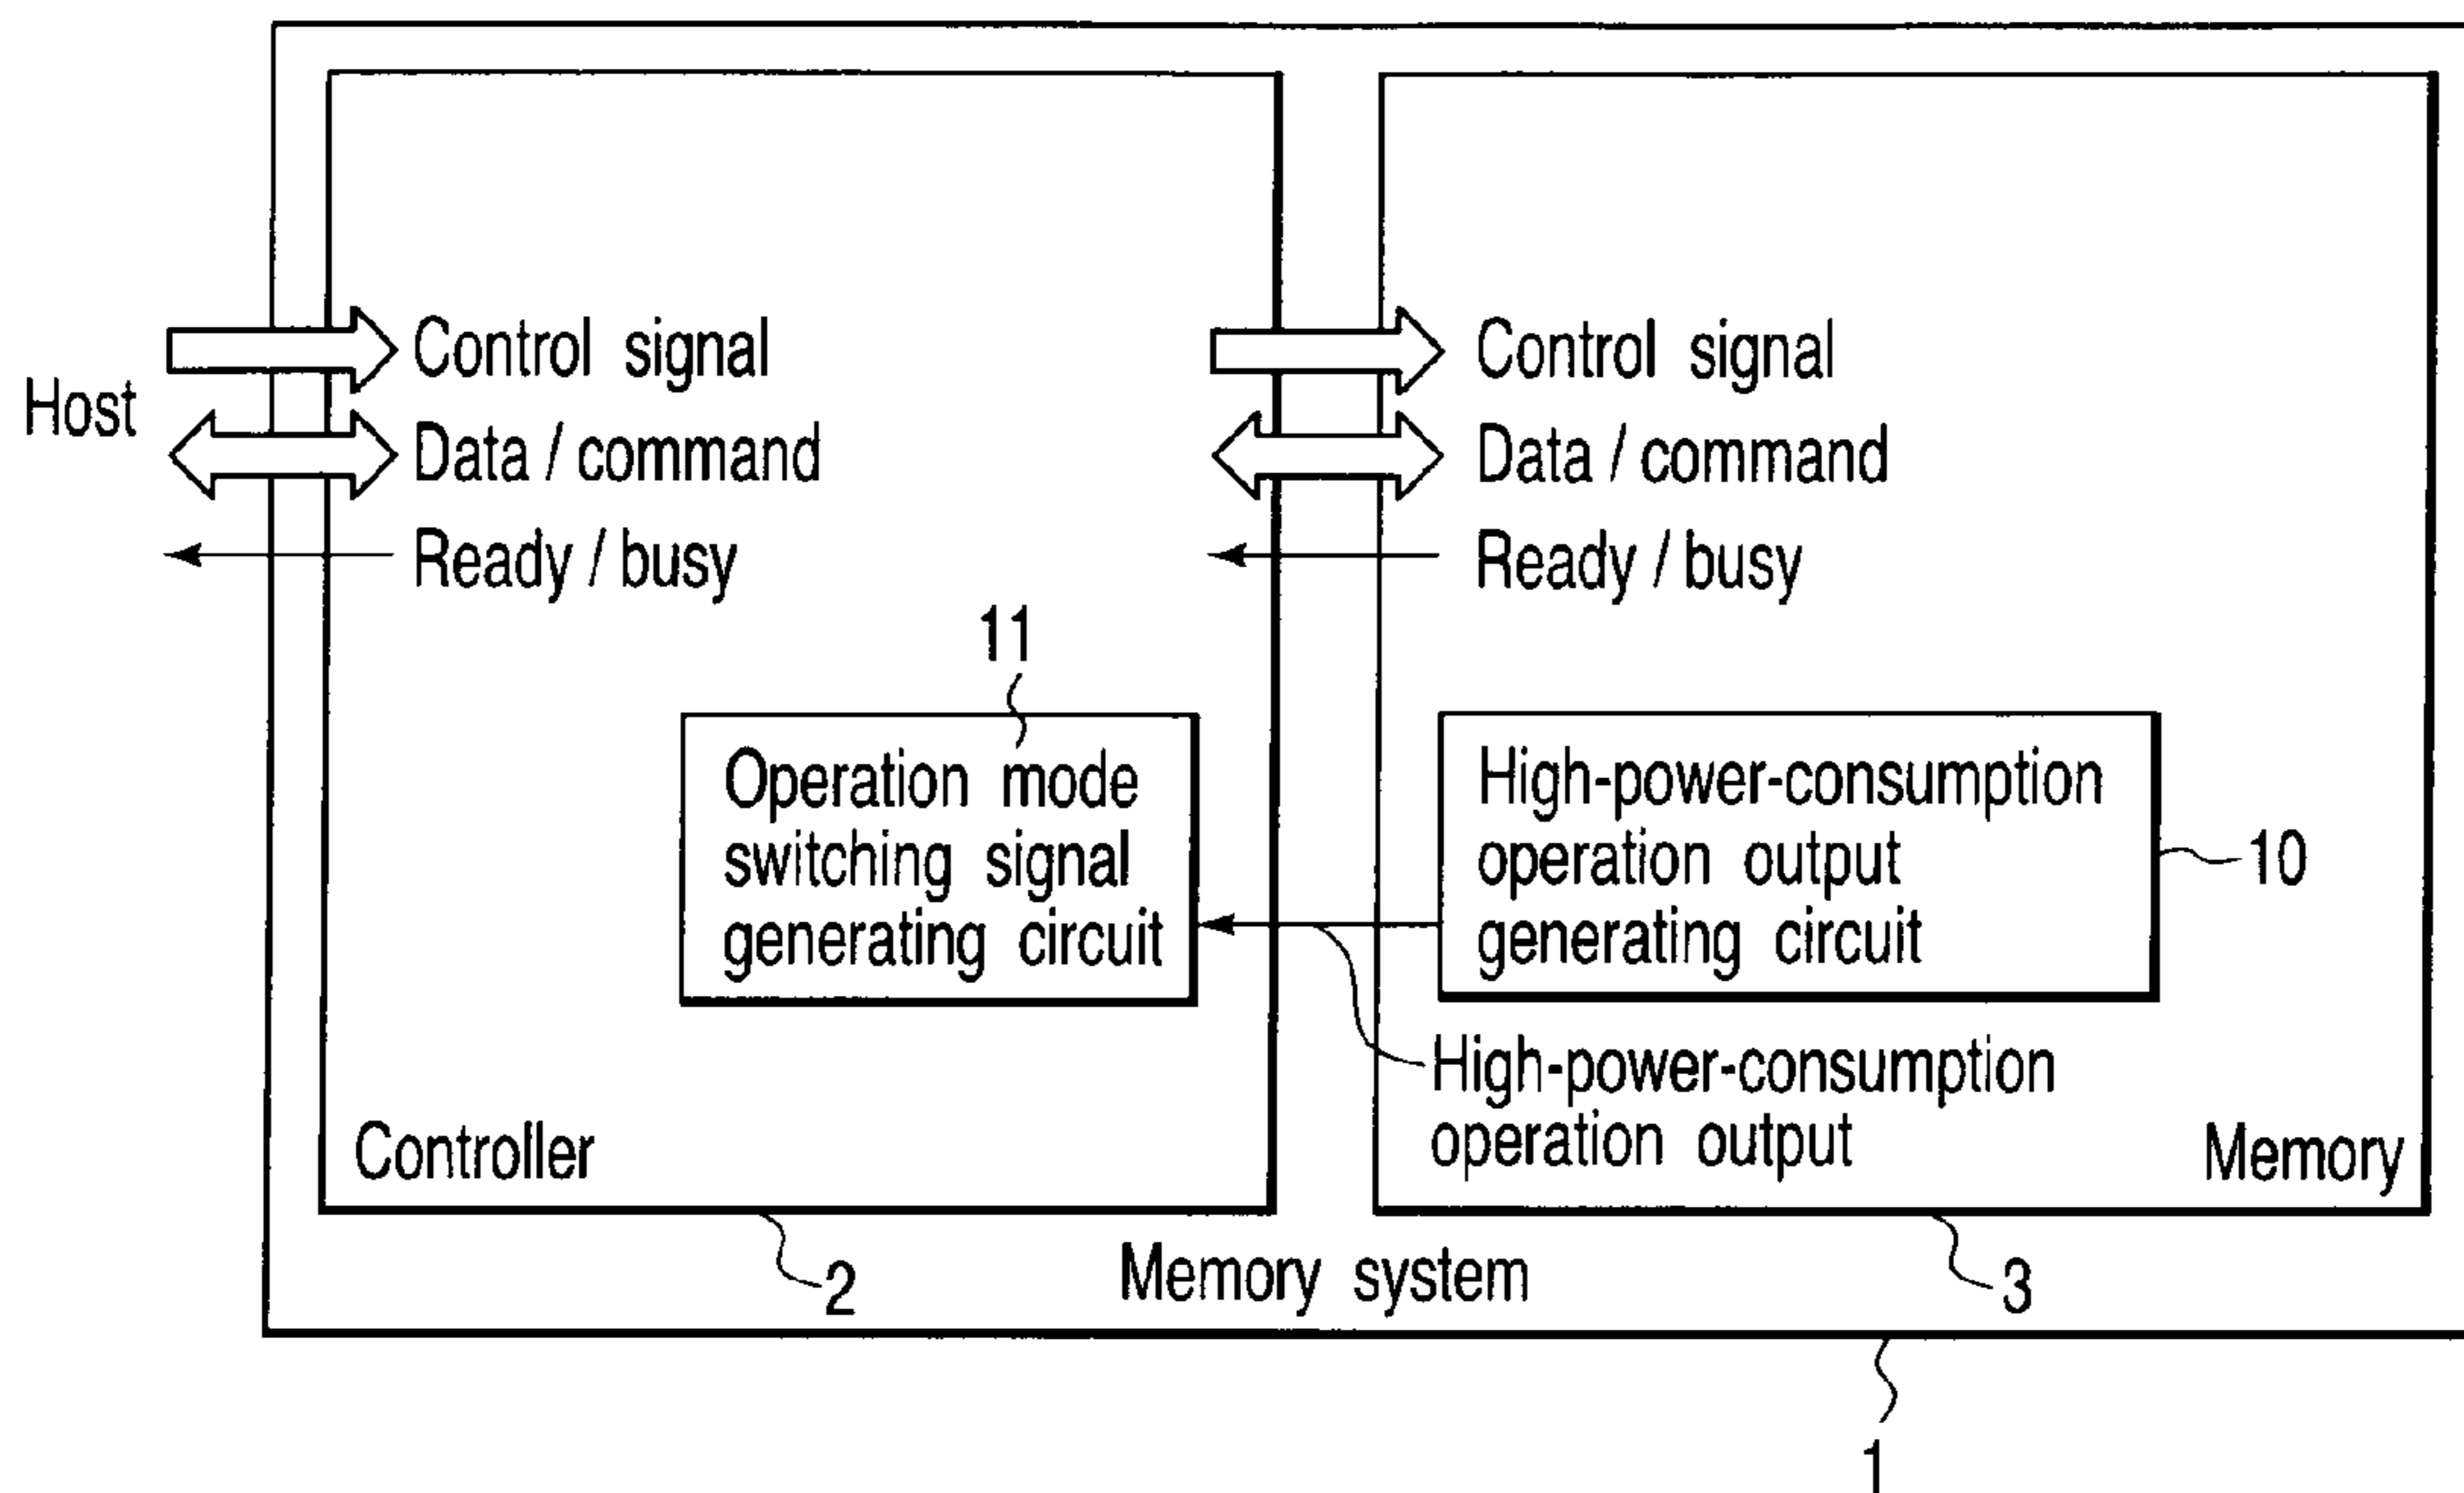 Host
Control signal
Data / command
Ready / busy
Control signal
Data / command
Ready / busy
11
Operation mode
switching signal
generating circuit
High-power-consumption
operation output
generating circuit
10
High-power-consumption
operation output
Controller
Memory
2
Memory system
3
1